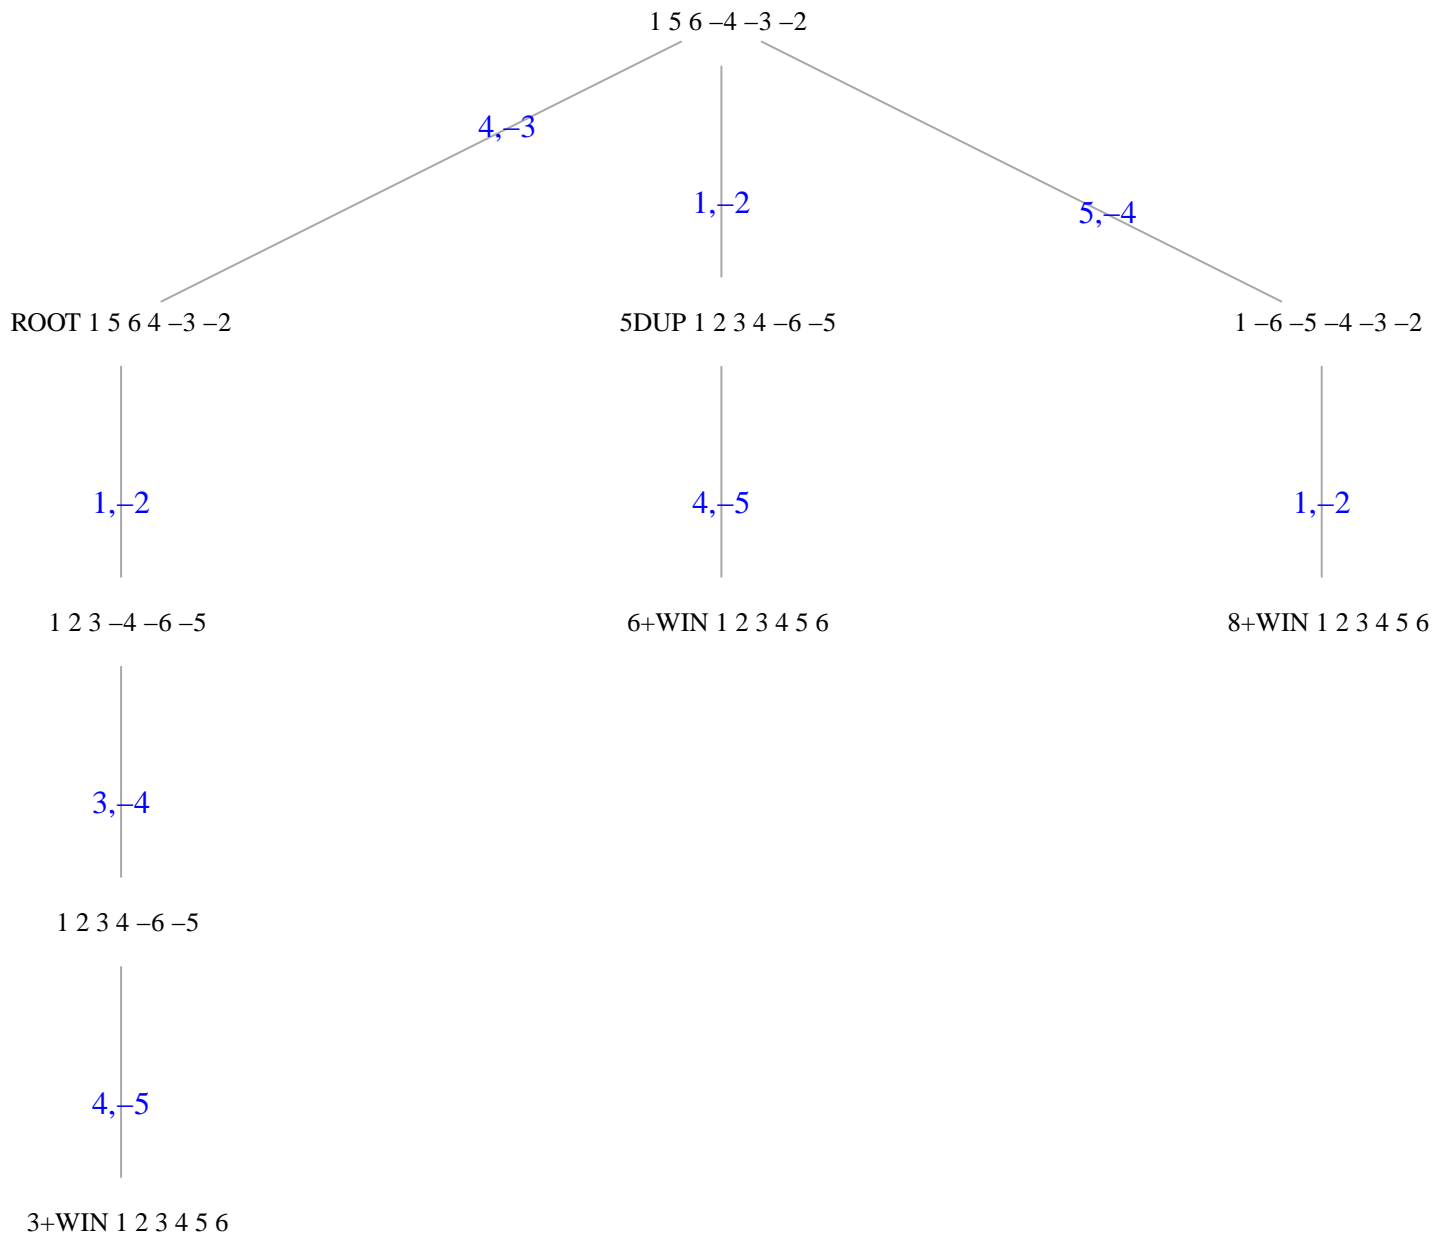 1 5 6 –4 –3 –2
4,–3
1,–2
5,–4
ROOT 1 5 6 4 –3 –2
5DUP 1 2 3 4 –6 –5
1 –6 –5 –4 –3 –2
1,–2
4,–5
1,–2
1 2 3 –4 –6 –5
6+WIN 1 2 3 4 5 6
8+WIN 1 2 3 4 5 6
3,–4
1 2 3 4 –6 –5
4,–5
3+WIN 1 2 3 4 5 6